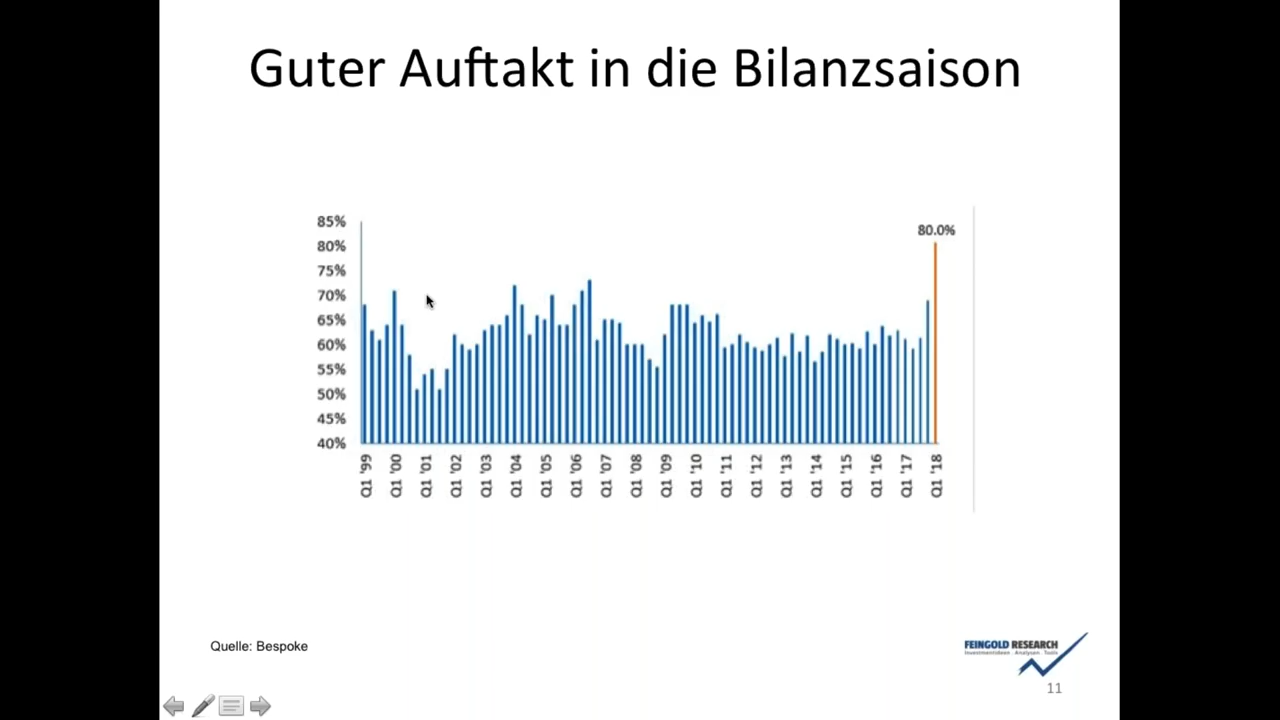 Guter Auftakt in die Bilanzsaison
85%
80%
75%
70%
65%
60%
55%
50%
45%
40%
80.0%
Q1 '99
Q1 '00
Q1 '01
Q1 '02
Q1 '03
Q1 '04
Q1 '05
Q1 '06
Q1 '07
Q1 '08
Q1 '09
Q1 '10
Q1 '11
Q1 '12
Q1 '13
Q1 '14
Q1 '15
Q1 '16
Q1 '17
Q1 '18
Quelle: Bespoke
FEINGOLD RESEARCH
Investmentideen · Analysen · Tools
11